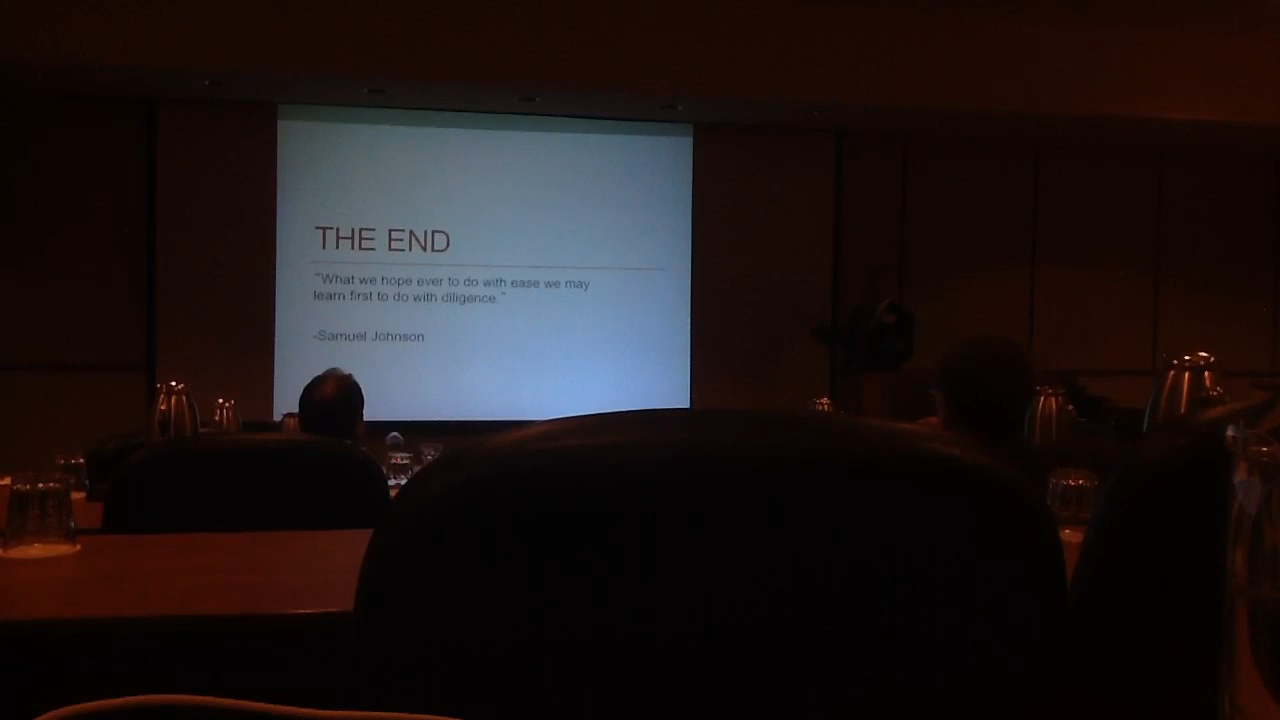 THE END
"What we hope ever to do with ease we may
learn first to do with diligence."
-Samuel Johnson